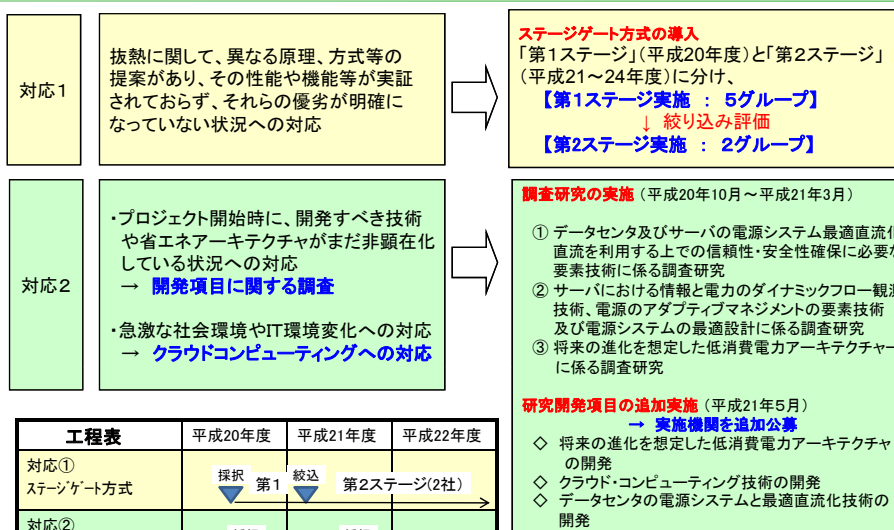 対応1
抜熱に関して、異なる原理、方式等の
提案があり、その性能や機能等が実証
されておらず、それらの優劣が明確に
なっていない状況への対応
ステージゲート方式の導入
「第1ステージ」(平成20年度)と「第2ステージ」
(平成21～24年度)に分け、
【第1ステージ実施 : 5グループ】
↓ 絞り込み評価
【第2ステージ実施 : 2グループ】
対応2
・プロジェクト開始時に、開発すべき技術
や省エネアーキテクチャがまだ非顕在化
している状況への対応
→ 開発項目に関する調査
・急激な社会環境やIT環境変化への対応
→ クラウドコンピューティングへの対応
調査研究の実施 (平成20年10月～平成21年3月)
① データセンタ及びサーバの電源システム最適直流化
直流を利用する上での信頼性・安全性確保に必要な
要素技術に係る調査研究
② サーバにおける情報と電力のダイナミックフロー観測
技術、電源のアダプティブマネジメントの要素技術
及び電源システムの最適設計に係る調査研究
③ 将来の進化を想定した低消費電力アーキテクチャー
に係る調査研究
研究開発項目の追加実施 (平成21年5月)
→ 実施機関を追加公募
◇ 将来の進化を想定した低消費電力アーキテクチャ
の開発
◇ クラウド・コンピューティング技術の開発
◇ データセンタの電源システムと最適直流化技術の
開発
工程表 平成20年度 平成21年度 平成22年度
対応①
ステージゲート方式
採択 第1 絞込 第2ステージ(2社)
対応②